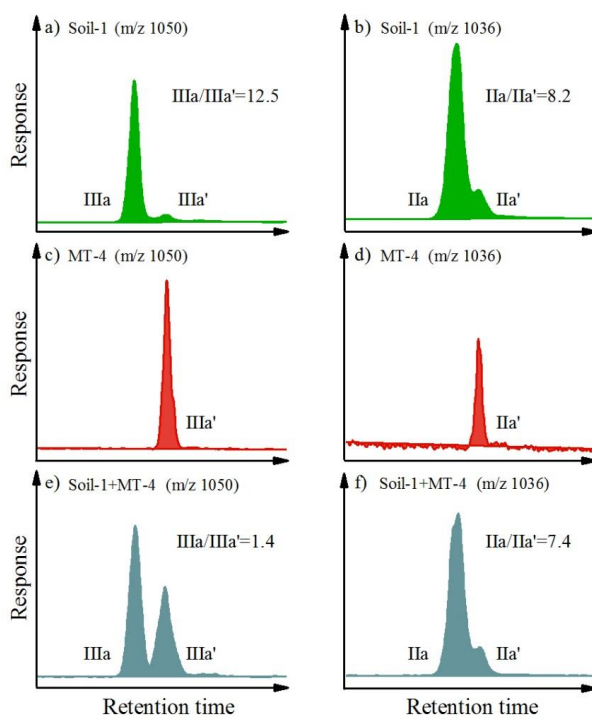 a) Soil-1 (m/z 1050)
IIIa/IIIa'=12.5
IIIa
IIIa'
Response
b) Soil-1 (m/z 1036)
IIa/IIa'=8.2
IIa
IIa'
c) MT-4 (m/z 1050)
IIIa'
Response
d) MT-4 (m/z 1036)
IIa'
e) Soil-1+MT-4 (m/z 1050)
IIIa/IIIa'=1.4
IIIa
IIIa'
Response
Retention time
f) Soil-1+MT-4 (m/z 1036)
IIa/IIa'=7.4
IIa
IIa'
Retention time